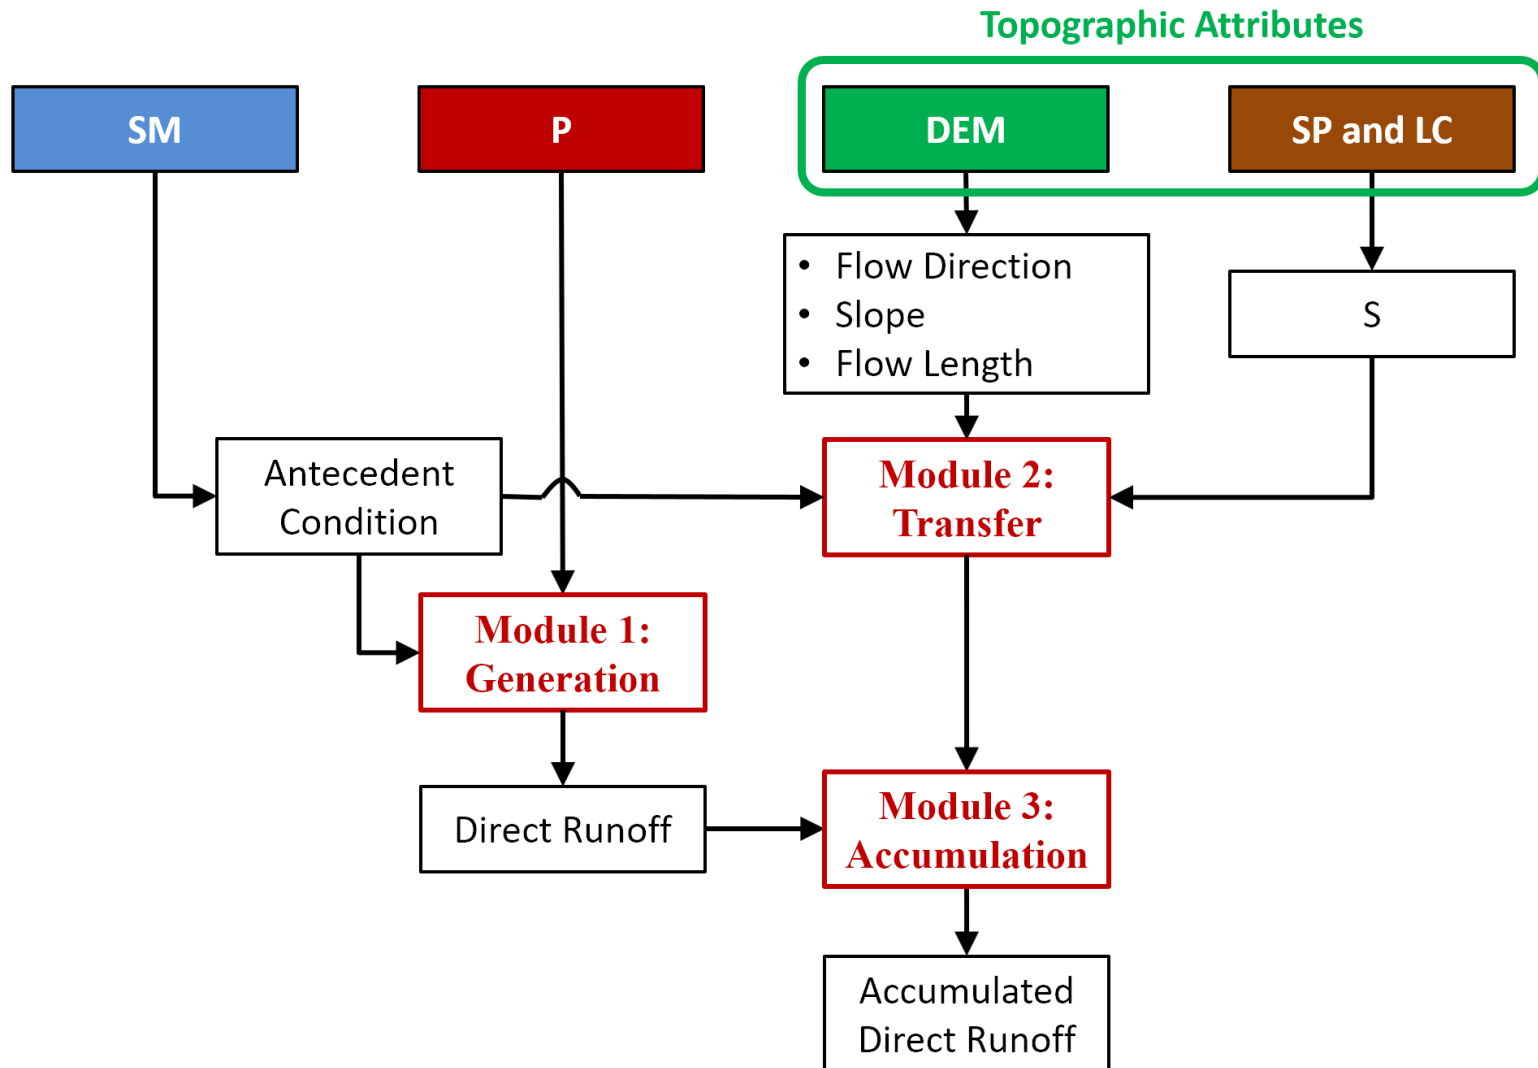 Topographic Attributes
SM
P
DEM
SP and LC
• Flow Direction
• Slope
• Flow Length
S
Antecedent
Condition
Module 2:
Transfer
Module 1:
Generation
Direct Runoff
Module 3:
Accumulation
Accumulated
Direct Runoff